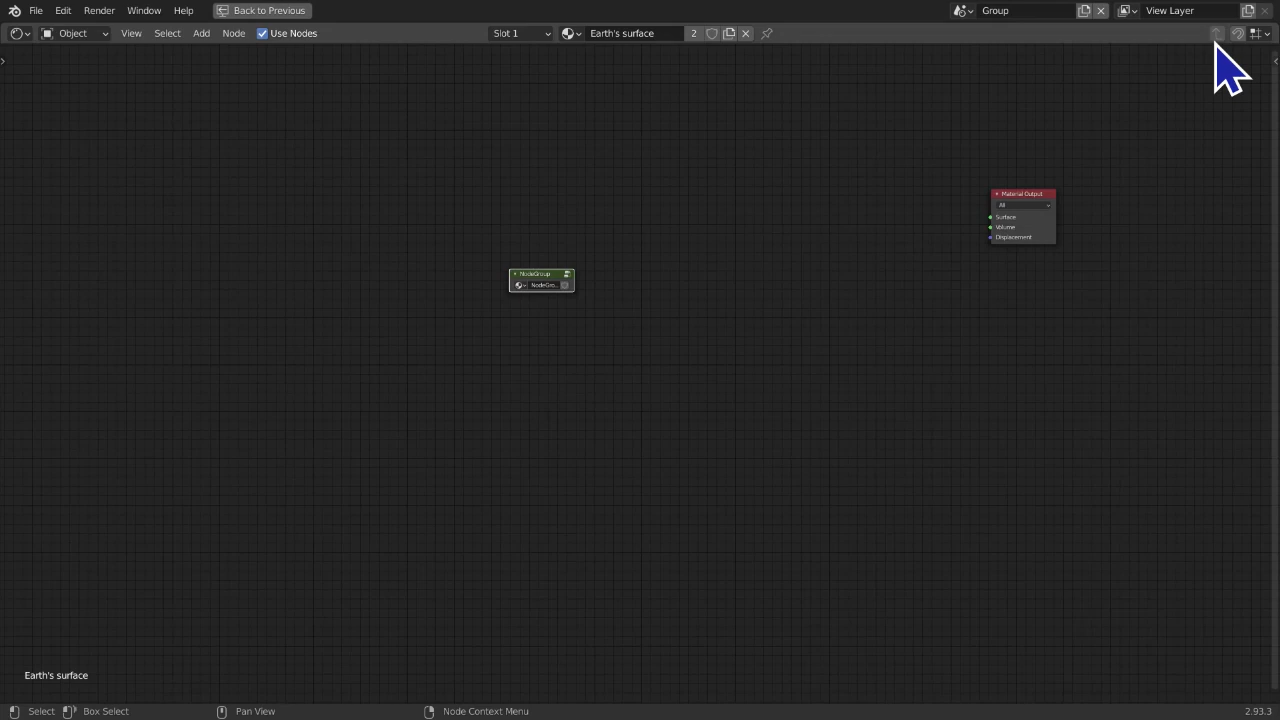 File Edit Render Window Help Back to Previous Group View Layer
Object View Select Add Node Use Nodes Slot 1 Earth's surface 2
Material Output
All
Surface
Volume
Displacement
NodeGroup
NodeGro...
Earth's surface
Select Box Select Pan View Node Context Menu 2.93.3